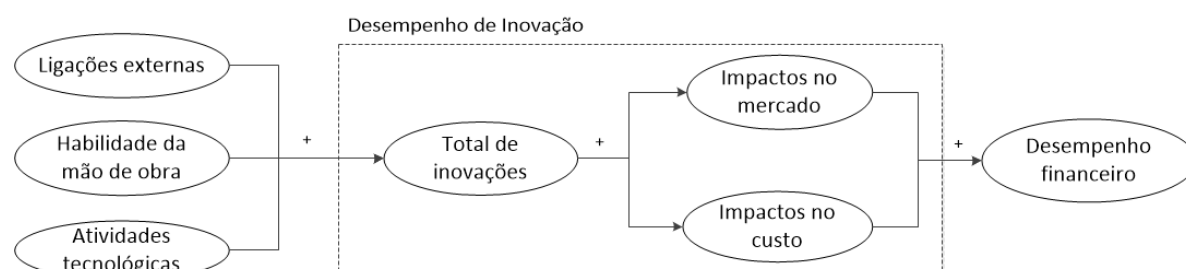 Desempenho de Inovação
Ligações externas
Habilidade da
mão de obra
Atividades
tecnológicas
+
Total de
inovações
+
Impactos no
mercado
Impactos no
custo
+
Desempenho
financeiro